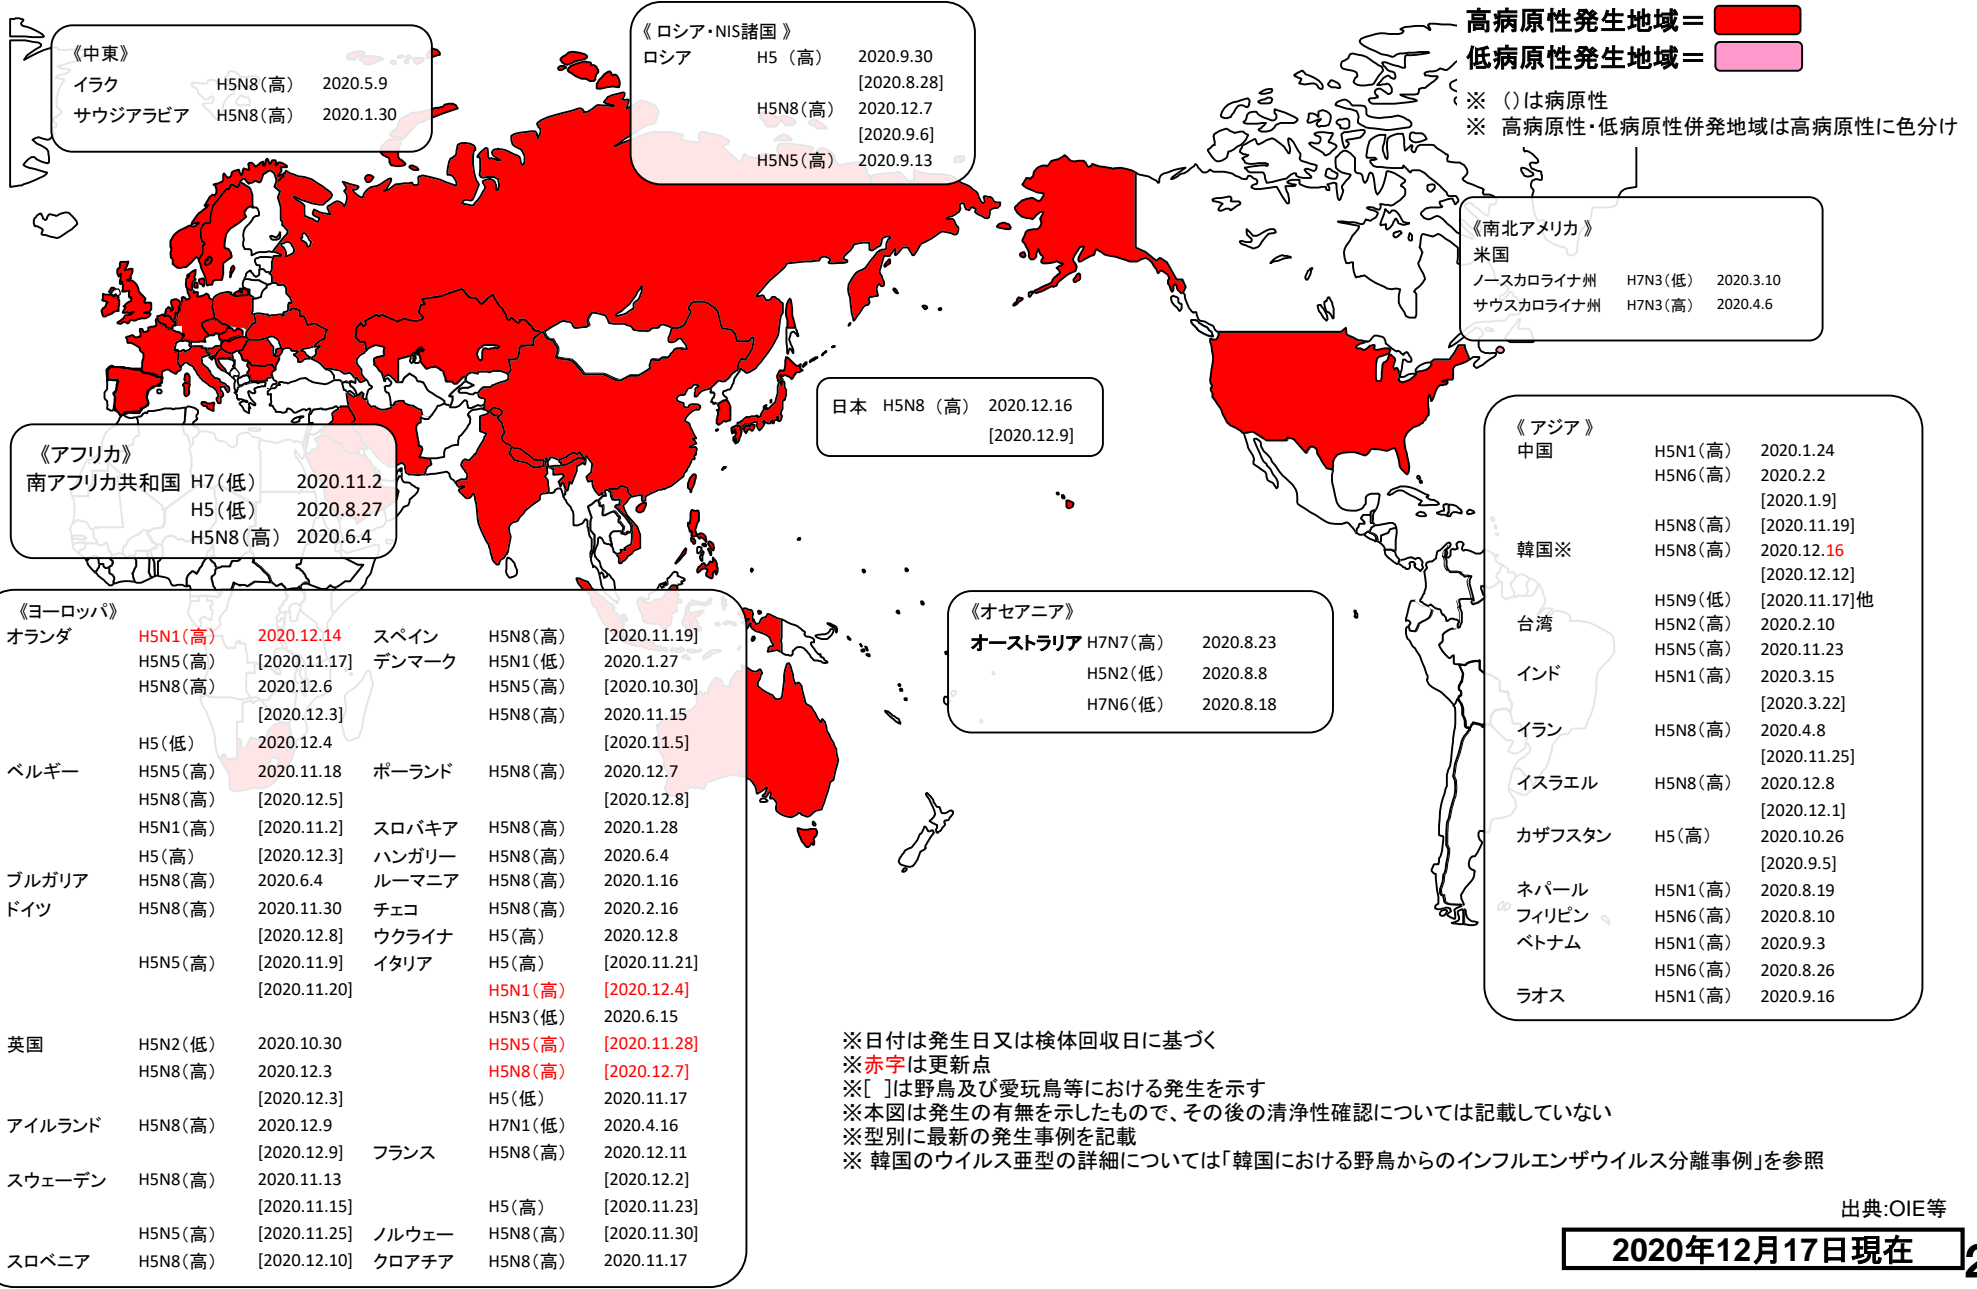 《中東》
イラク H5N8(高) 2020.5.9
サウジアラビア H5N8(高) 2020.1.30
《 ロシア・NIS諸国 》
ロシア H5 (高) 2020.9.30
[2020.8.28]
H5N8(高) 2020.12.7
[2020.9.6]
H5N5(高) 2020.9.13
高病原性発生地域=
低病原性発生地域=
※ ()は病原性
※ 高病原性・低病原性併発地域は高病原性に色分け
《南北アメリカ 》
米国
ノースカロライナ州 H7N3(低) 2020.3.10
サウスカロライナ州 H7N3(高) 2020.4.6
日本 H5N8 (高) 2020.12.16
[2020.12.9]
《アフリカ》
南アフリカ共和国 H7(低) 2020.11.2
H5(低) 2020.8.27
H5N8(高) 2020.6.4
《 アジア 》
中国 H5N1(高) 2020.1.24
H5N6(高) 2020.2.2
[2020.1.9]
H5N8(高) [2020.11.19]
韓国※ H5N8(高) 2020.12.16
[2020.12.12]
H5N9(低) [2020.11.17]他
台湾 H5N2(高) 2020.2.10
H5N5(高) 2020.11.23
インド H5N1(高) 2020.3.15
[2020.3.22]
イラン H5N8(高) 2020.4.8
[2020.11.25]
イスラエル H5N8(高) 2020.12.8
[2020.12.1]
カザフスタン H5(高) 2020.10.26
[2020.9.5]
ネパール H5N1(高) 2020.8.19
フィリピン H5N6(高) 2020.8.10
ベトナム H5N1(高) 2020.9.3
H5N6(高) 2020.8.26
ラオス H5N1(高) 2020.9.16
《オセアニア》
オーストラリア H7N7(高) 2020.8.23
H5N2(低) 2020.8.8
H7N6(低) 2020.8.18
《ヨーロッパ》
オランダ H5N1(高) 2020.12.14 スペイン H5N8(高) [2020.11.19]
H5N5(高) [2020.11.17] デンマーク H5N1(低) 2020.1.27
H5N8(高) 2020.12.6 H5N5(高) [2020.10.30]
[2020.12.3] H5N8(高) 2020.11.15
H5(低) 2020.12.4 [2020.11.5]
ベルギー H5N5(高) 2020.11.18 ポーランド H5N8(高) 2020.12.7
H5N8(高) [2020.12.5] [2020.12.8]
H5N1(高) [2020.11.2] スロバキア H5N8(高) 2020.1.28
H5(高) [2020.12.3] ハンガリー H5N8(高) 2020.6.4
ブルガリア H5N8(高) 2020.6.4 ルーマニア H5N8(高) 2020.1.16
ドイツ H5N8(高) 2020.11.30 チェコ H5N8(高) 2020.2.16
[2020.12.8] ウクライナ H5(高) 2020.12.8
H5N5(高) [2020.11.9] イタリア H5(高) [2020.11.21]
[2020.11.20] H5N1(高) [2020.12.4]
H5N3(低) 2020.6.15
英国 H5N2(低) 2020.10.30 H5N5(高) [2020.11.28]
H5N8(高) 2020.12.3 H5N8(高) [2020.12.7]
[2020.12.3] H5(低) 2020.11.17
アイルランド H5N8(高) 2020.12.9 H7N1(低) 2020.4.16
[2020.12.9] フランス H5N8(高) 2020.12.11
スウェーデン H5N8(高) 2020.11.13 [2020.12.2]
[2020.11.15] H5(高) [2020.11.23]
H5N5(高) [2020.11.25] ノルウェー H5N8(高) [2020.11.30]
スロベニア H5N8(高) [2020.12.10] クロアチア H5N8(高) 2020.11.17
※日付は発生日又は検体回収日に基づく
※赤字は更新点
※[ ]は野鳥及び愛玩鳥等における発生を示す
※本図は発生の有無を示したもので、その後の清浄性確認については記載していない
※型別に最新の発生事例を記載
※ 韓国のウイルス亜型の詳細については「韓国における野鳥からのインフルエンザウイルス分離事例」を参照
出典:OIE等
2020年12月17日現在